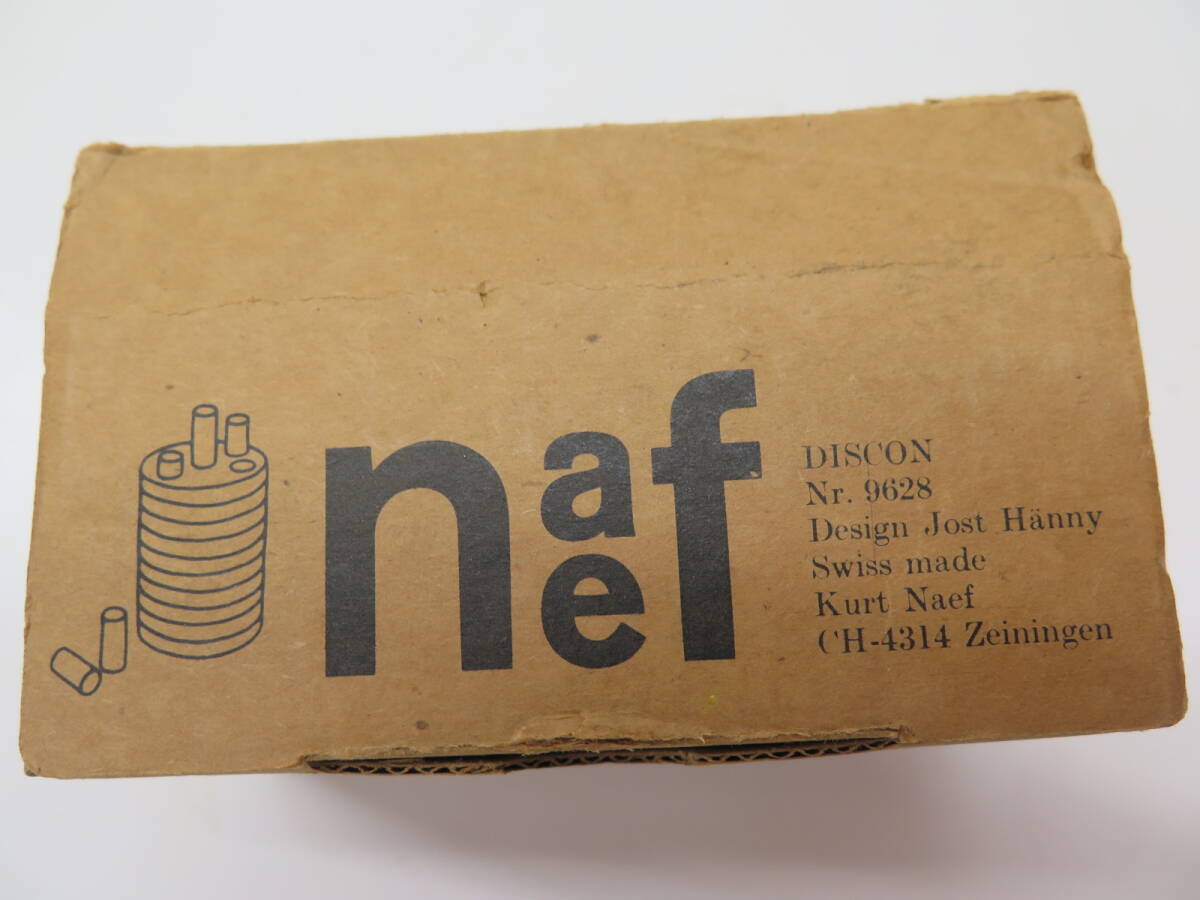 naef
DISCON
Nr. 9628
Design Jost Hänny
Swiss made
Kurt Naef
CH-4314 Zeiningen